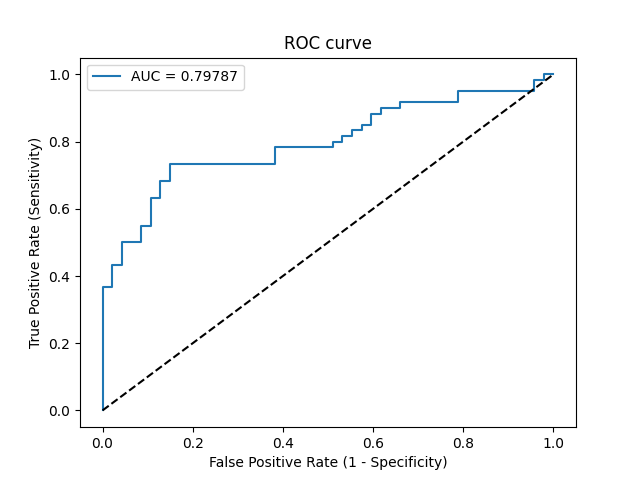 ROC curve
AUC = 0.79787
True Positive Rate (Sensitivity)
1.0
0.8
0.6
0.4
0.2
0.0
0.0 0.2 0.4 0.6 0.8 1.0
False Positive Rate (1 - Specificity)